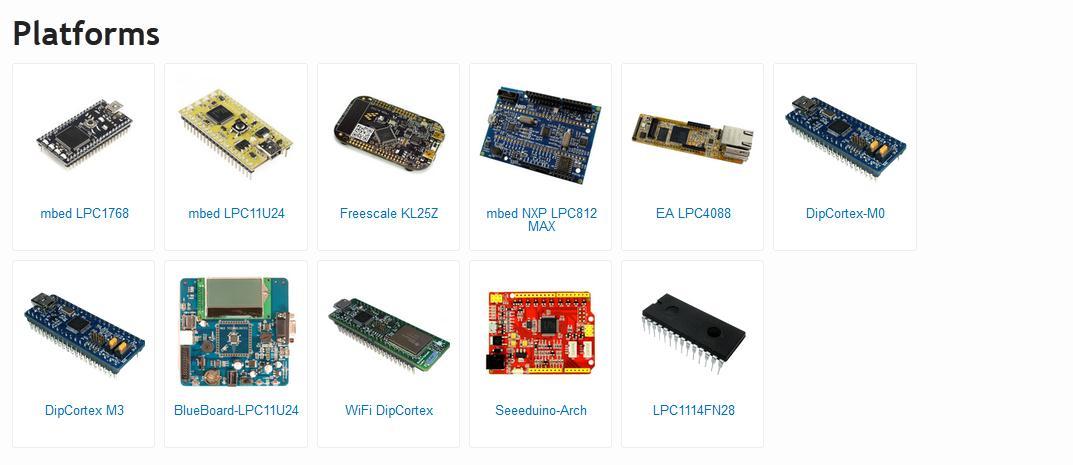 Platforms
mbed LPC1768
mbed LPC11U24
Freescale KL25Z
mbed NXP LPC812
MAX
EA LPC4088
DipCortex-M0
DipCortex M3
BlueBoard-LPC11U24
WiFi DipCortex
Seeeduino-Arch
LPC1114FN28